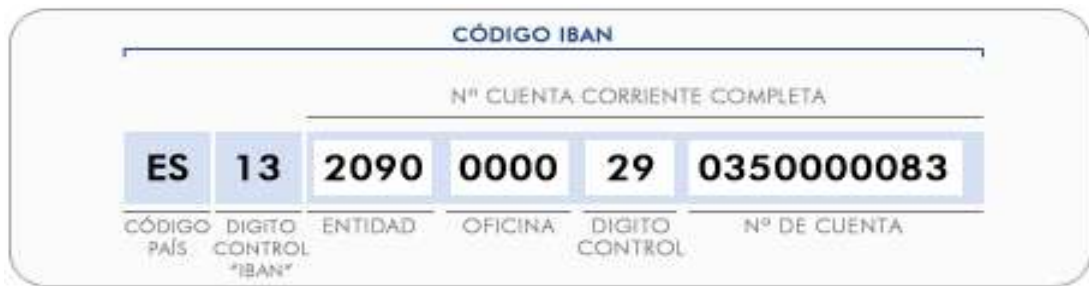 CÓDIGO IBAN
Nº CUENTA CORRIENTE COMPLETA
ES 13 2090 0000 29 0350000083
CÓDIGO DIGITO ENTIDAD OFICINA DIGITO Nº DE CUENTA
PAÍS CONTROL CONTROL
"IBAN"